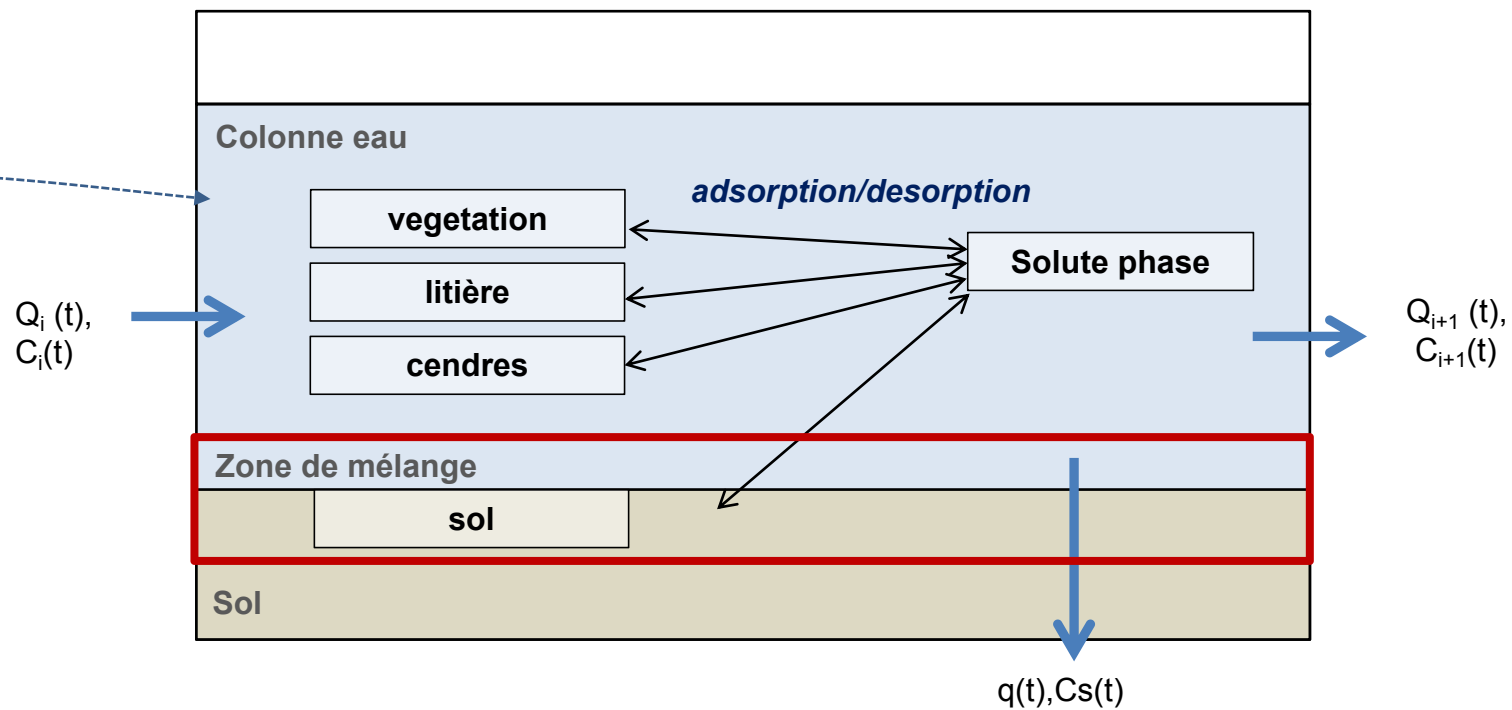 Colonne eau
adsorption/desorption
vegetation
Solute phase
litière
Qi (t),
Ci(t)
Qi+1 (t),
Ci+1(t)
cendres
Zone de mélange
sol
Sol
q(t),Cs(t)